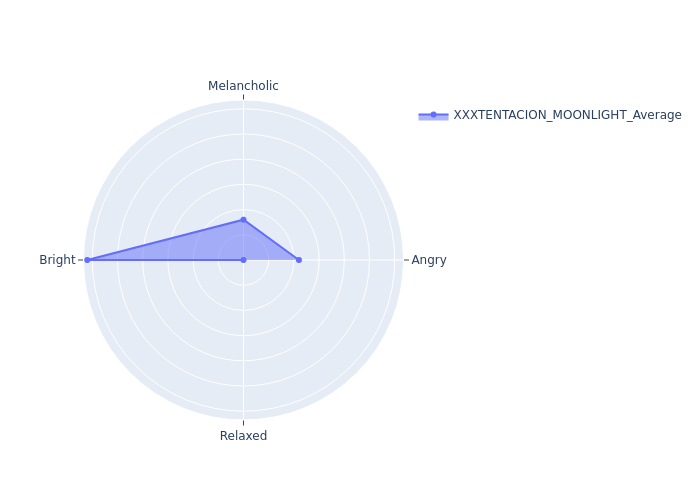 Melancholic
XXXTENTACION_MOONLIGHT_Average
Bright
Angry
Relaxed